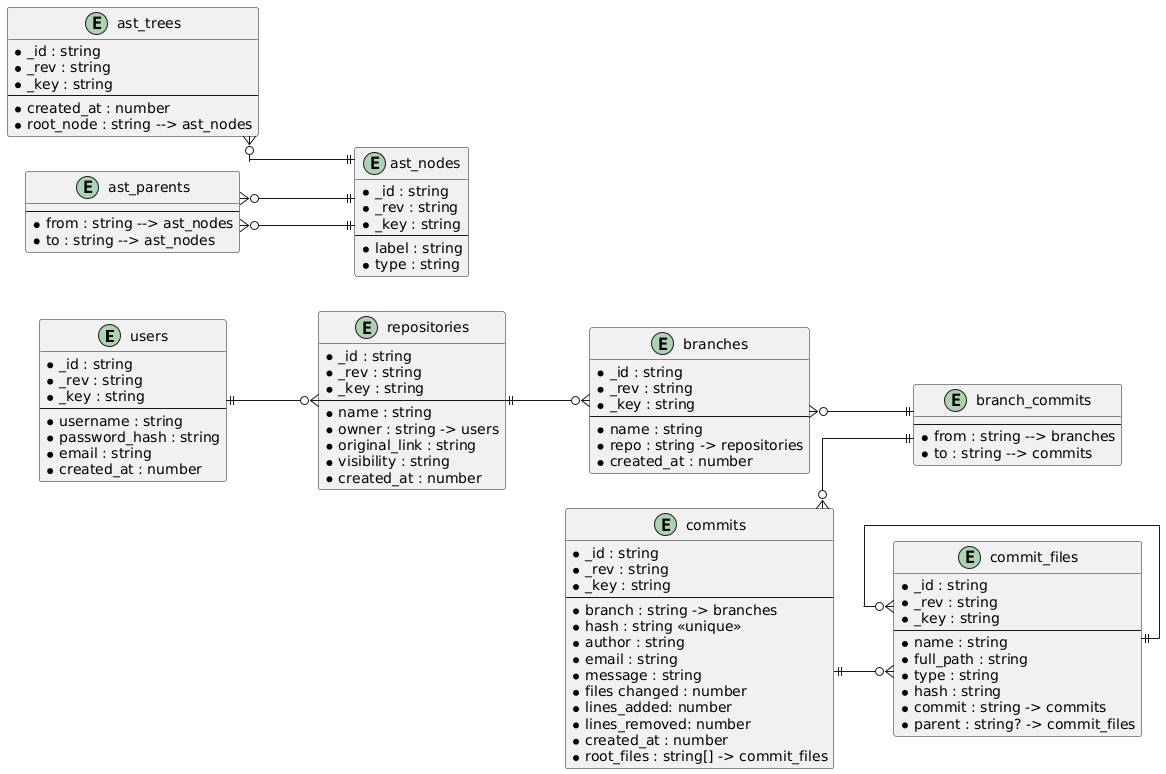 E ast_trees
_id : string
_rev : string
_key : string
created_at : number
root_node : string --> ast_nodes
E ast_nodes
_id : string
_rev : string
_key : string
label : string
type : string
E ast_parents
from : string --> ast_nodes
to : string --> ast_nodes
E users
_id : string
_rev : string
_key : string
username : string
password_hash : string
email : string
created_at : number
E repositories
_id : string
_rev : string
_key : string
name : string
owner : string -> users
original_link : string
visibility : string
created_at : number
E branches
_id : string
_rev : string
_key : string
name : string
repo : string -> repositories
created_at : number
E branch_commits
from : string --> branches
to : string --> commits
E commits
_id : string
_rev : string
_key : string
branch : string -> branches
hash : string «unique»
author : string
email : string
message : string
files changed : number
lines_added: number
lines_removed: number
created_at : number
root_files : string[] -> commit_files
E commit_files
_id : string
_rev : string
_key : string
name : string
full_path : string
type : string
hash : string
commit : string -> commits
parent : string? -> commit_files